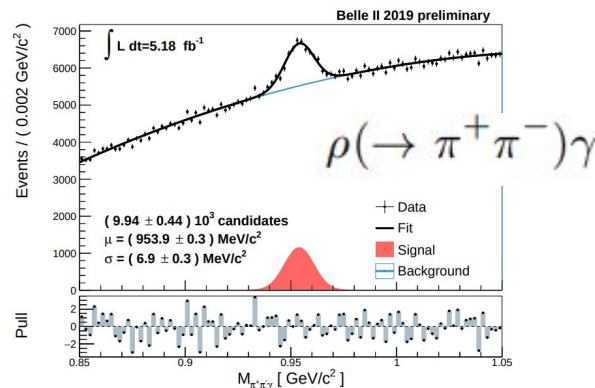 Belle II 2019 preliminary
∫ L dt=5.18 fb⁻¹
Events / ( 0.002 GeV/c² )
7000
6000
5000
4000
3000
2000
1000
0
ρ(→ π⁺π⁻)γ
( 9.94 ± 0.44 ) 10³ candidates
μ = ( 953.9 ± 0.3 ) MeV/c²
σ = ( 6.9 ± 0.3 ) MeV/c²
Data
Fit
Signal
Background
Pull
2
0
−2
0.85
0.9
0.95
1
1.05
M π⁺π⁻γ [ GeV/c² ]